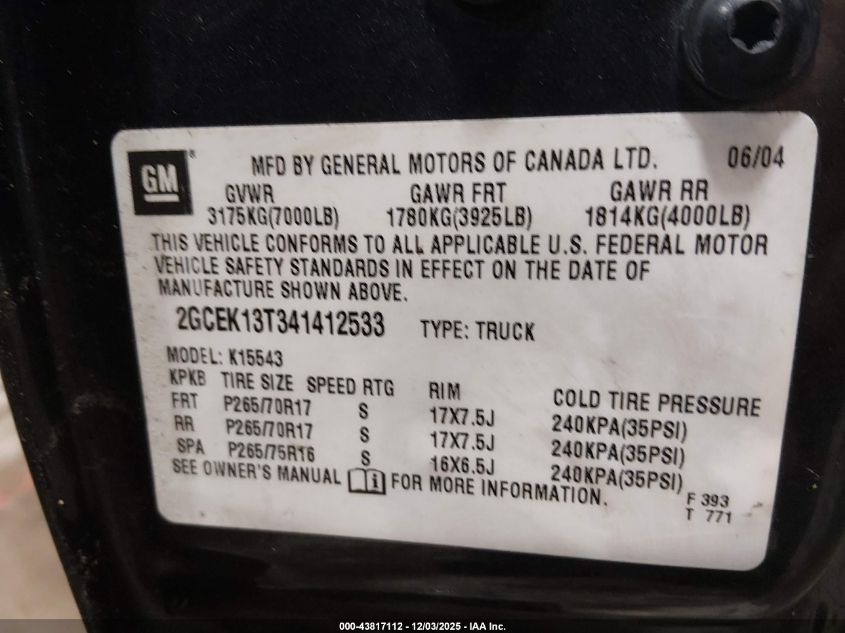 GM ® MFD BY GENERAL MOTORS OF CANADA LTD. 06/04
GVWR GAWR FRT GAWR RR
3175KG(7000LB) 1780KG(3925LB) 1814KG(4000LB)
THIS VEHICLE CONFORMS TO ALL APPLICABLE U.S. FEDERAL MOTOR
VEHICLE SAFETY STANDARDS IN EFFECT ON THE DATE OF
MANUFACTURE SHOWN ABOVE.
2GCEK13T341412533 TYPE: TRUCK
MODEL: K15543
KPKB TIRE SIZE SPEED RTG RIM COLD TIRE PRESSURE
FRT P265/70R17 S 17X7.5J 240KPA(35PSI)
RR P265/70R17 S 17X7.5J 240KPA(35PSI)
SPA P265/75R16 S 16X6.5J 240KPA(35PSI)
SEE OWNER'S MANUAL i FOR MORE INFORMATION.
F 393
T 771
000-43817112 - 12/03/2025 - IAA Inc.